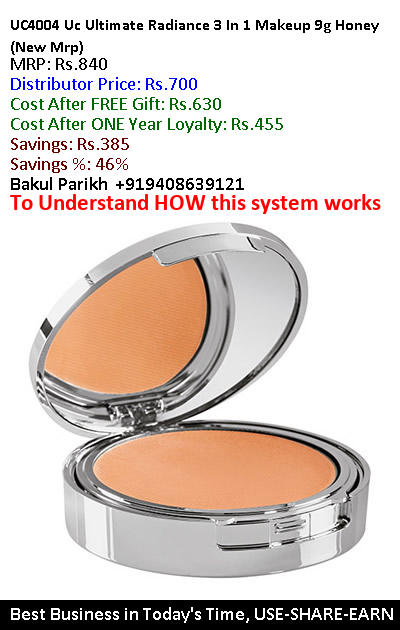 UC4004 Uc Ultimate Radiance 3 In 1 Makeup 9g Honey
(New Mrp)
MRP: Rs.840
Distributor Price: Rs.700
Cost After FREE Gift: Rs.630
Cost After ONE Year Loyalty: Rs.455
Savings: Rs.385
Savings %: 46%
Bakul Parikh +919408639121
To Understand HOW this system works
Best Business in Today's Time, USE-SHARE-EARN